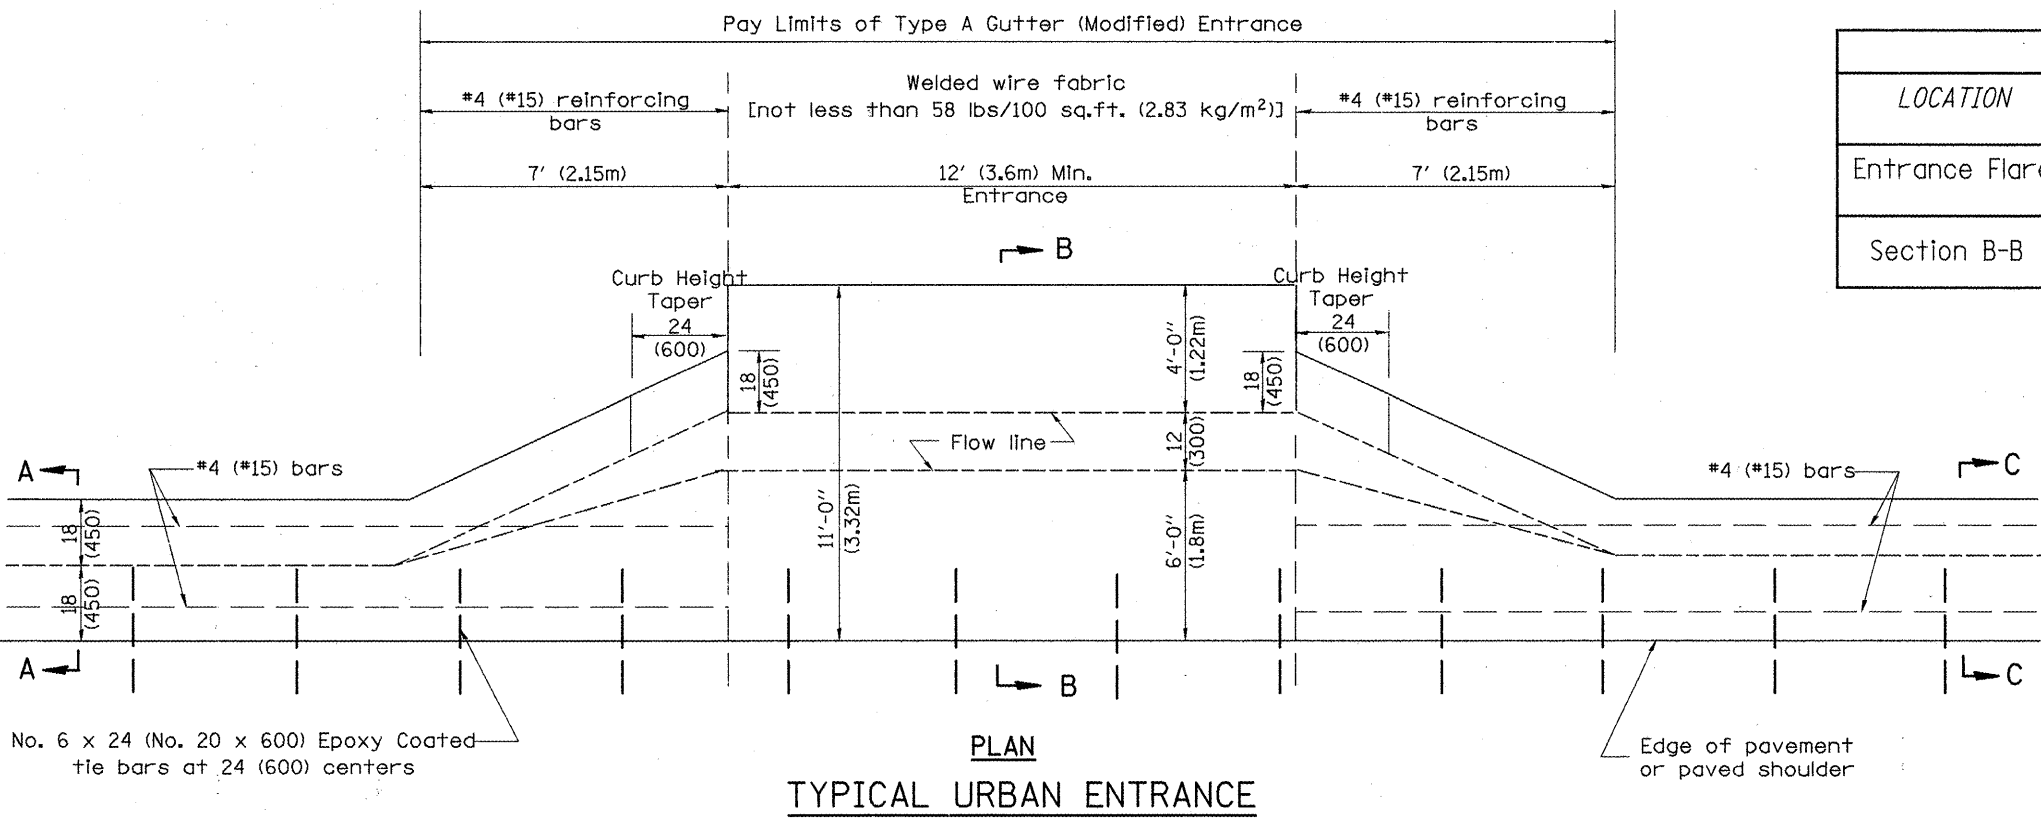 Pay Limits of Type A Gutter (Modified) Entrance
#4 (#15) reinforcing
bars
Welded wire fabric
[not less than 58 lbs/100 sq.ft. (2.83 kg/m²)]
#4 (#15) reinforcing
bars
7' (2.15m)
12' (3.6m) Min.
Entrance
7' (2.15m)
LOCATION
Entrance Flare
Section B-B
B
Curb Height
Taper
24
(600)
Curb Height
Taper
24
(600)
18
(450)
4'-0"
(1.22m)
18
(450)
Flow line
12
(300)
A
#4 (#15) bars
#4 (#15) bars
C
18
(450)
11'-0"
(3.32m)
6'-0"
(1.8m)
18
(450)
A
B
C
No. 6 x 24 (No. 20 x 600) Epoxy Coated
tie bars at 24 (600) centers
PLAN
Edge of pavement
or paved shoulder
TYPICAL URBAN ENTRANCE